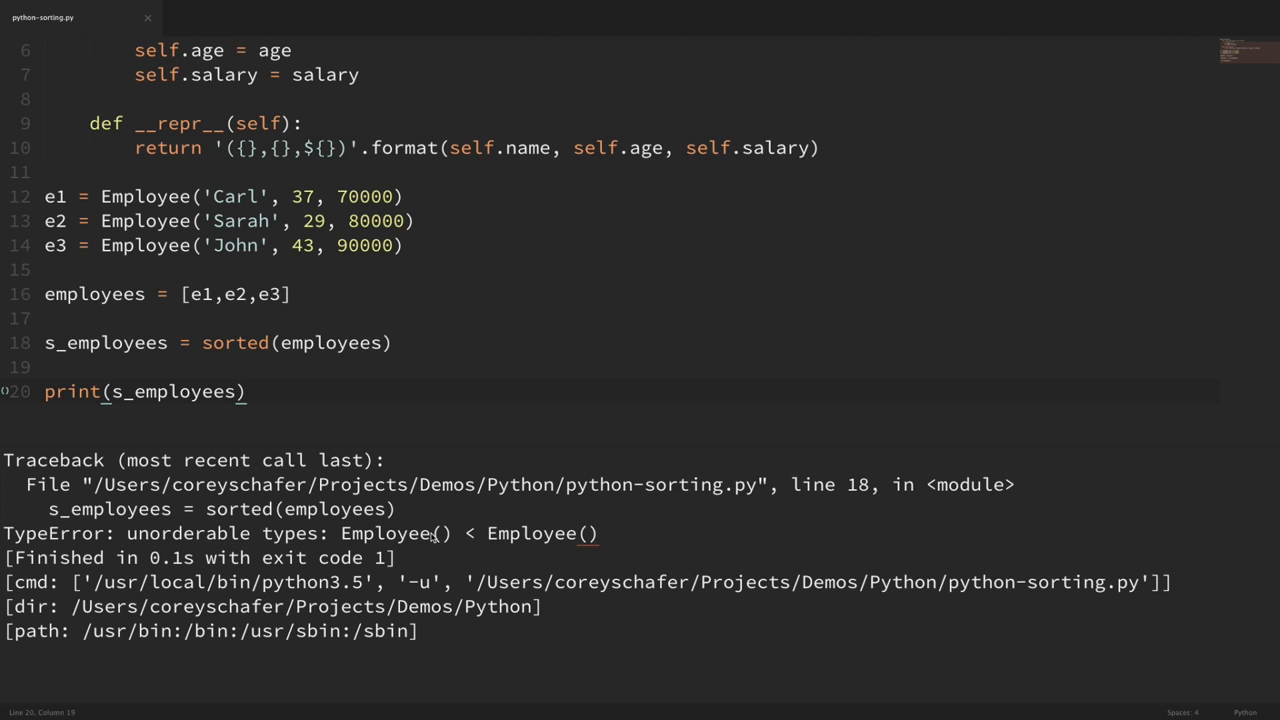 python-sorting.py ×
6 self.age = age
7 self.salary = salary
8
9 def __repr__(self):
10 return '({},{},${})'.format(self.name, self.age, self.salary)
11
12 e1 = Employee('Carl', 37, 70000)
13 e2 = Employee('Sarah', 29, 80000)
14 e3 = Employee('John', 43, 90000)
15
16 employees = [e1,e2,e3]
17
18 s_employees = sorted(employees)
19
()20 print(s_employees)
Traceback (most recent call last):
File "/Users/coreyschafer/Projects/Demos/Python/python-sorting.py", line 18, in <module>
s_employees = sorted(employees)
TypeError: unorderable types: Employee() < Employee()
[Finished in 0.1s with exit code 1]
[cmd: ['/usr/local/bin/python3.5', '-u', '/Users/coreyschafer/Projects/Demos/Python/python-sorting.py']]
[dir: /Users/coreyschafer/Projects/Demos/Python]
[path: /usr/bin:/bin:/usr/sbin:/sbin]
Line 20, Column 19 Spaces: 4 Python